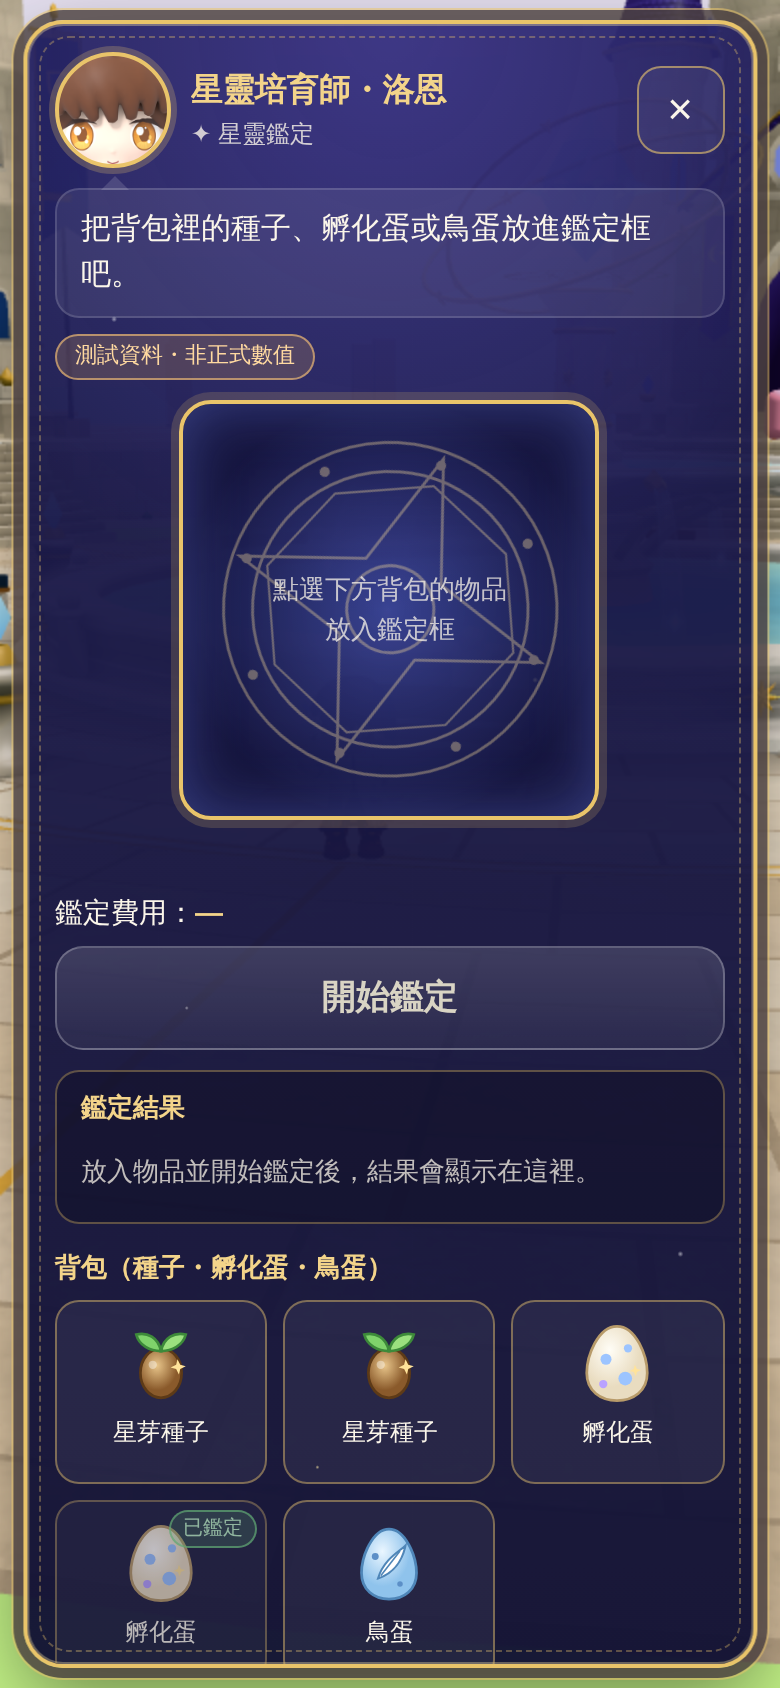 星靈培育師・洛恩
✦ 星靈鑑定
×
把背包裡的種子、孵化蛋或鳥蛋放進鑑定框
吧。
測試資料・非正式數值
點選下方背包的物品
放入鑑定框
鑑定費用：—
開始鑑定
鑑定結果
放入物品並開始鑑定後，結果會顯示在這裡。
背包（種子・孵化蛋・鳥蛋）
星芽種子
星芽種子
孵化蛋
已鑑定
孵化蛋
鳥蛋